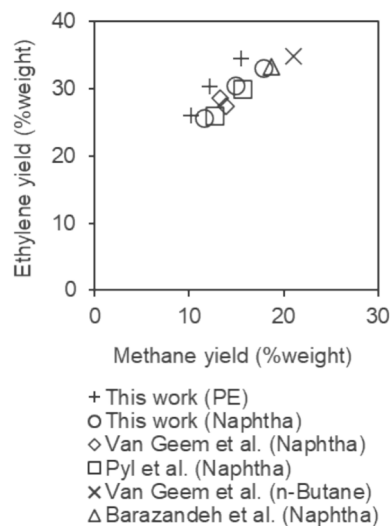 40
30
20
10
0
Ethylene yield (%weight)
0 10 20 30
Methane yield (%weight)
+ This work (PE)
○ This work (Naphtha)
◇ Van Geem et al. (Naphtha)
□ Pyl et al. (Naphtha)
× Van Geem et al. (n-Butane)
△ Barazandeh et al. (Naphtha)